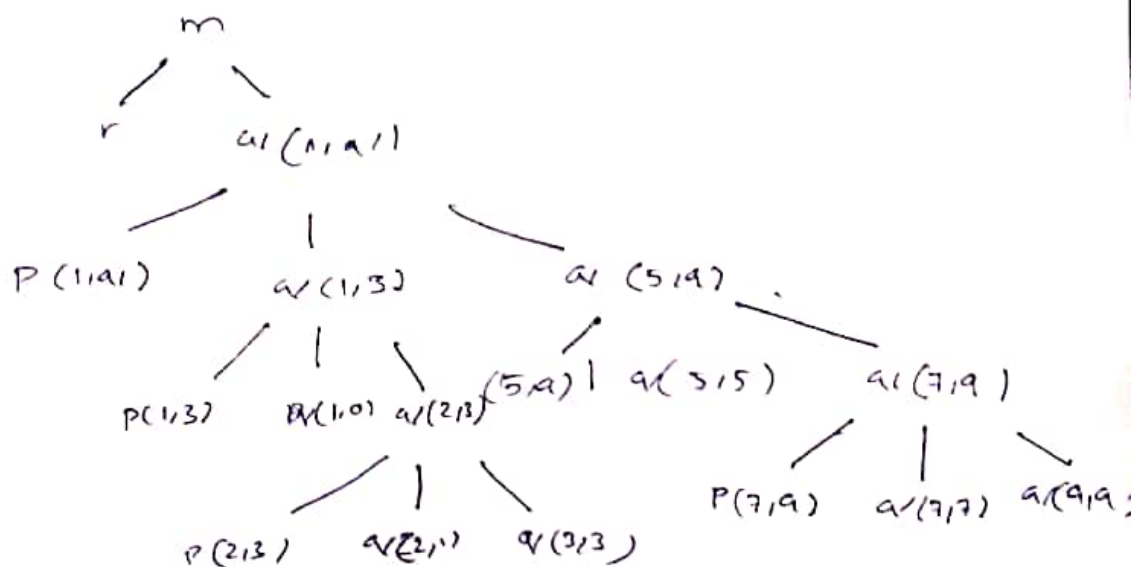 m
r
q(1,9)
p(1,9) q(1,3) q(5,9)
p(1,3) q(1,0) q(2,3) (5,9) q(5,5) q(7,9)
p(2,3) q(2,1) q(3,3) p(7,9) q(7,7) q(9,9)